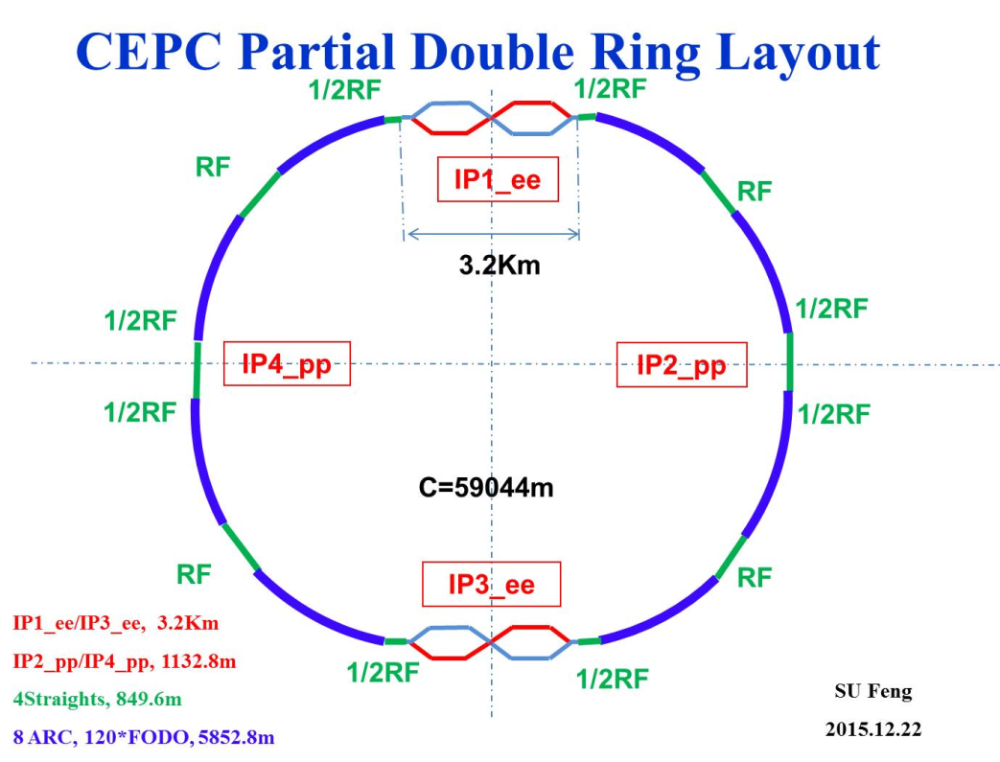 CEPC Partial Double Ring Layout
1/2RF
1/2RF
RF
IP1_ee
RF
3.2Km
1/2RF
1/2RF
IP4_pp
IP2_pp
1/2RF
1/2RF
C=59044m
RF
IP3_ee
RF
IP1_ee/IP3_ee, 3.2Km
IP2_pp/IP4_pp, 1132.8m
1/2RF
1/2RF
4Straights, 849.6m
8 ARC, 120*FODO, 5852.8m
SU Feng
2015.12.22